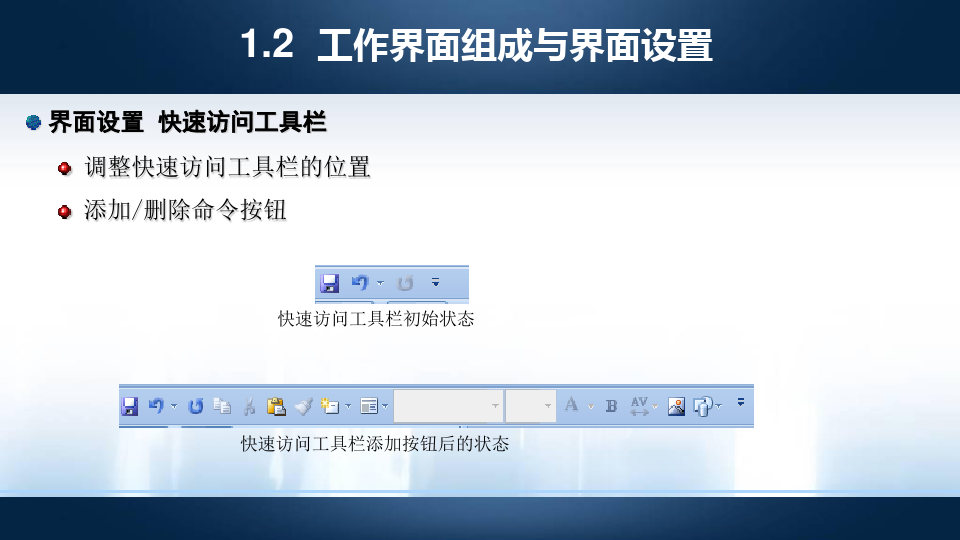 1.2 工作界面组成与界面设置
界面设置 快速访问工具栏
调整快速访问工具栏的位置
添加/删除命令按钮
快速访问工具栏初始状态
A B AV
快速访问工具栏添加按钮后的状态